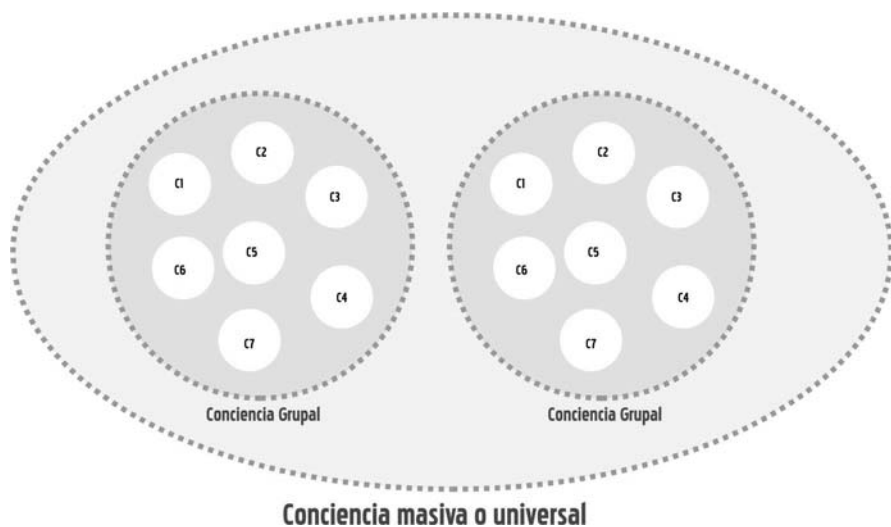 C2
C1
C3
C5
C6
C4
C7
Conciencia Grupal
C2
C1
C3
C5
C6
C4
C7
Conciencia Grupal
Conciencia masiva o universal